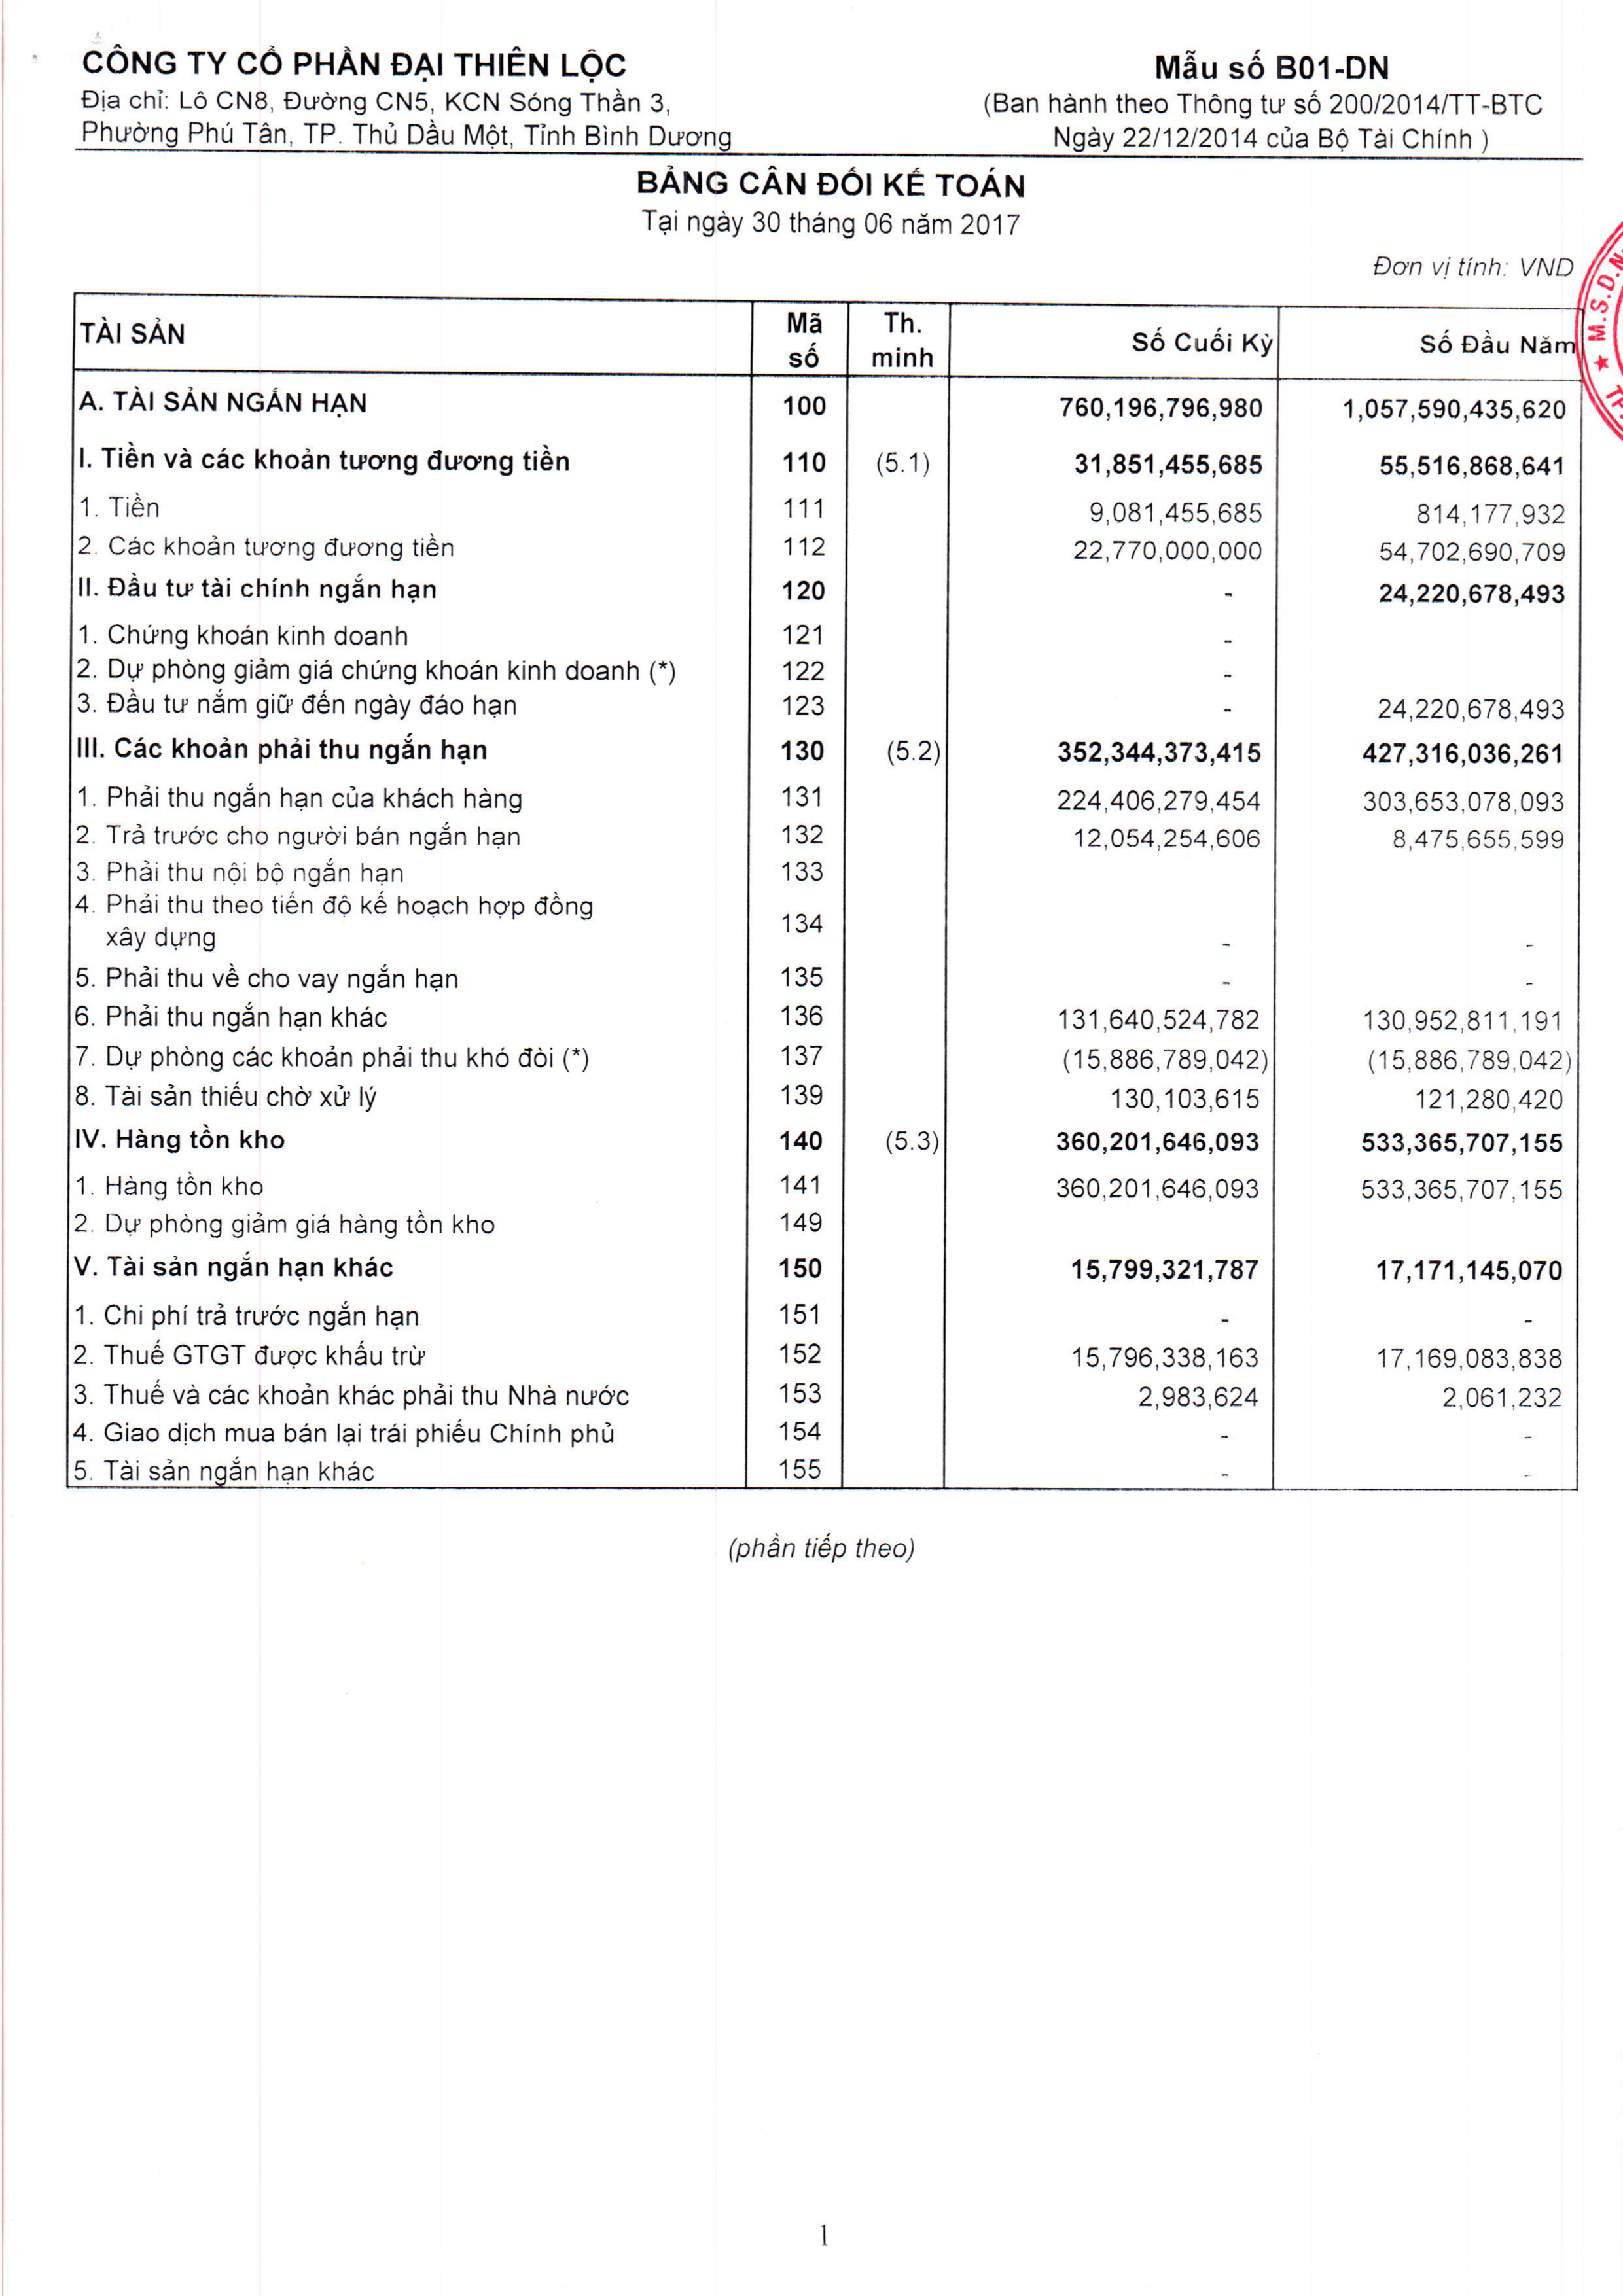 CÔNG TY CỔ PHẦN ĐẠI THIÊN LỘC
Địa chỉ: Lô CN8, Đường CN5, KCN Sóng Thần 3,
Phường Phú Tân, TP. Thủ Dầu Một, Tỉnh Bình Dương
Mẫu số B01-DN
(Ban hành theo Thông tư số 200/2014/TT-BTC
Ngày 22/12/2014 của Bộ Tài Chính )
BẢNG CÂN ĐỐI KẾ TOÁN
Tại ngày 30 tháng 06 năm 2017
Đơn vị tính: VND
★ M.S.D.N
TÀI SẢN Mã số Th. minh Số Cuối Kỳ Số Đầu Năm
A. TÀI SẢN NGẮN HẠN 100 760,196,796,980 1,057,590,435,620
I. Tiền và các khoản tương đương tiền 110 (5.1) 31,851,455,685 55,516,868,641
1. Tiền 111 9,081,455,685 814,177,932
2. Các khoản tương đương tiền 112 22,770,000,000 54,702,690,709
II. Đầu tư tài chính ngắn hạn 120 - 24,220,678,493
1. Chứng khoán kinh doanh 121 -
2. Dự phòng giảm giá chứng khoán kinh doanh (*) 122 -
3. Đầu tư nắm giữ đến ngày đáo hạn 123 - 24,220,678,493
III. Các khoản phải thu ngắn hạn 130 (5.2) 352,344,373,415 427,316,036,261
1. Phải thu ngắn hạn của khách hàng 131 224,406,279,454 303,653,078,093
2. Trả trước cho người bán ngắn hạn 132 12,054,254,606 8,475,655,599
3. Phải thu nội bộ ngắn hạn 133
4. Phải thu theo tiến độ kế hoạch hợp đồng
xây dựng 134 - -
5. Phải thu về cho vay ngắn hạn 135 - -
6. Phải thu ngắn hạn khác 136 131,640,524,782 130,952,811,191
7. Dự phòng các khoản phải thu khó đòi (*) 137 (15,886,789,042) (15,886,789,042)
8. Tài sản thiếu chờ xử lý 139 130,103,615 121,280,420
IV. Hàng tồn kho 140 (5.3) 360,201,646,093 533,365,707,155
1. Hàng tồn kho 141 360,201,646,093 533,365,707,155
2. Dự phòng giảm giá hàng tồn kho 149
V. Tài sản ngắn hạn khác 150 15,799,321,787 17,171,145,070
1. Chi phí trả trước ngắn hạn 151 - -
2. Thuế GTGT được khấu trừ 152 15,796,338,163 17,169,083,838
3. Thuế và các khoản khác phải thu Nhà nước 153 2,983,624 2,061,232
4. Giao dịch mua bán lại trái phiếu Chính phủ 154 - -
5. Tài sản ngắn hạn khác 155 - -
(phần tiếp theo)
1